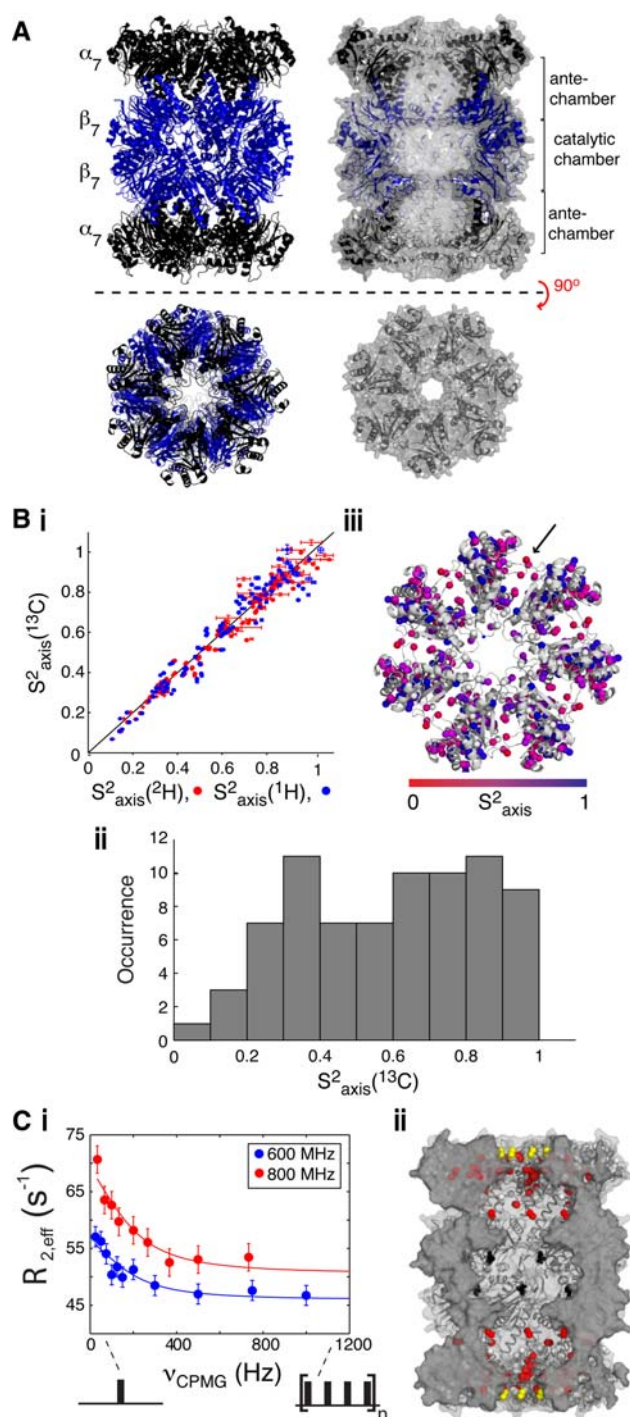 A
α7
β7
β7
α7
ante-
chamber
catalytic
chamber
ante-
chamber
90º
B i
iii
S²axis(¹³C)
1
0.8
0.6
0.4
0.2
0
0 0.2 0.4 0.6 0.8 1
S²axis(²H), S²axis(¹H),
0 1
S²axis
ii
Occurrence
12
10
8
6
4
2
0
0 0.2 0.4 0.6 0.8 1
S²axis(¹³C)
C i
ii
R2,eff (s⁻¹)
75
65
55
45
600 MHz
800 MHz
0 400 800 1200
νCPMG (Hz)
n